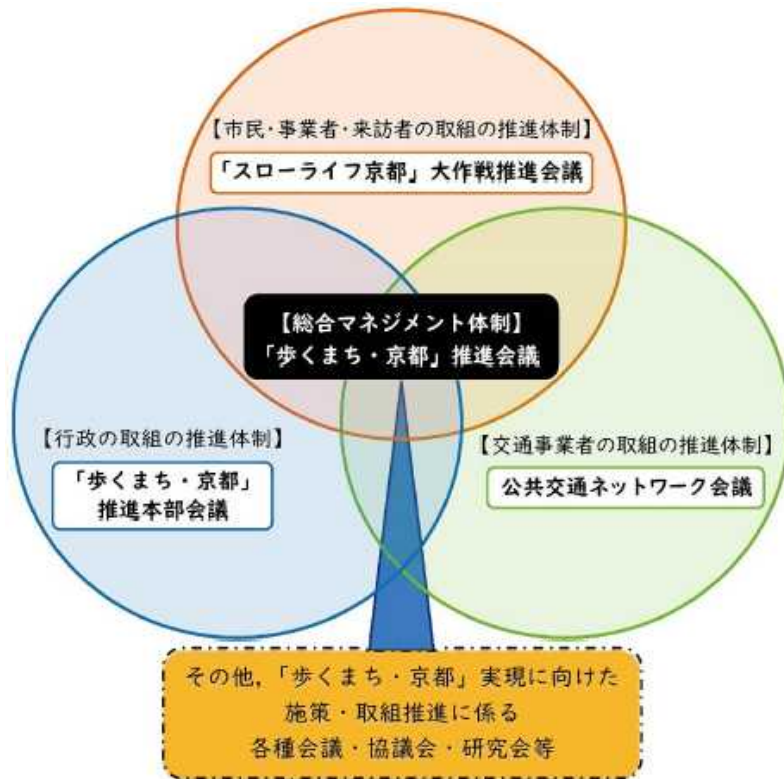 【市民・事業者・来訪者の取組の推進体制】
「スローライフ京都」大作戦推進会議
【総合マネジメント体制】
「歩くまち・京都」推進会議
【行政の取組の推進体制】
「歩くまち・京都」
推進本部会議
【交通事業者の取組の推進体制】
公共交通ネットワーク会議
その他,「歩くまち・京都」実現に向けた
施策・取組推進に係る
各種会議・協議会・研究会等